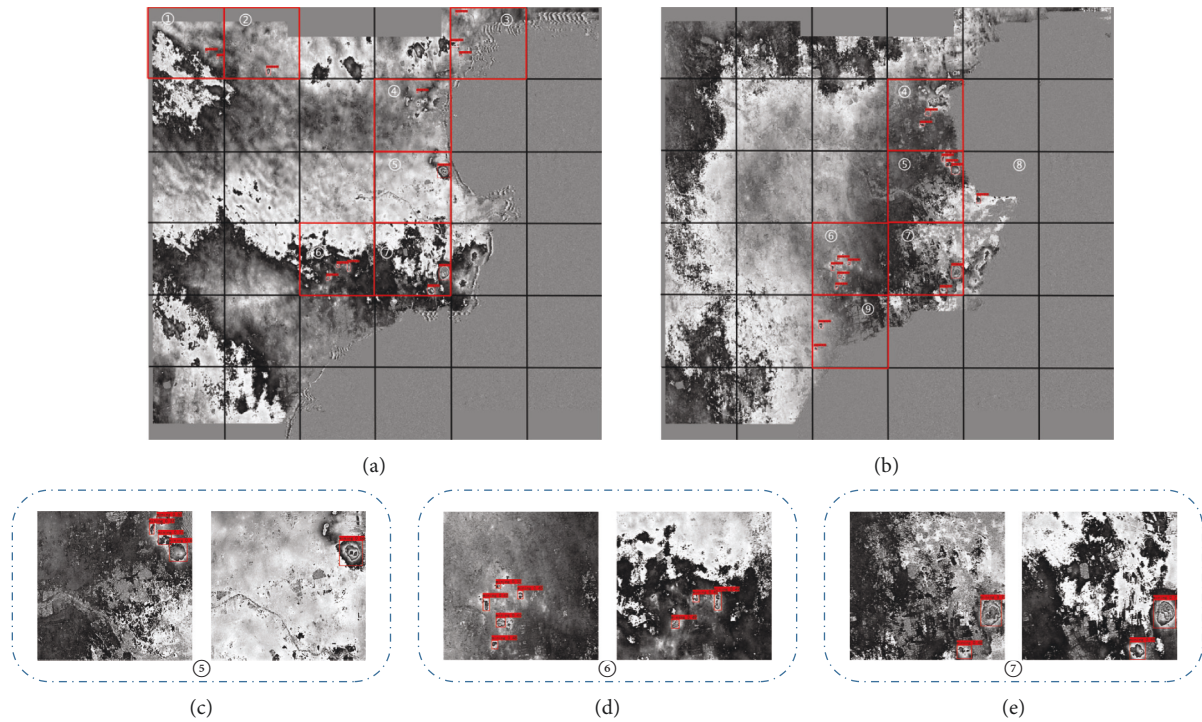 ① ② ③
④
⑤
⑥ ⑦
④
⑤ ⑧
⑥ ⑦
⑨
(a) (b)
⑤ ⑥ ⑦
(c) (d) (e)